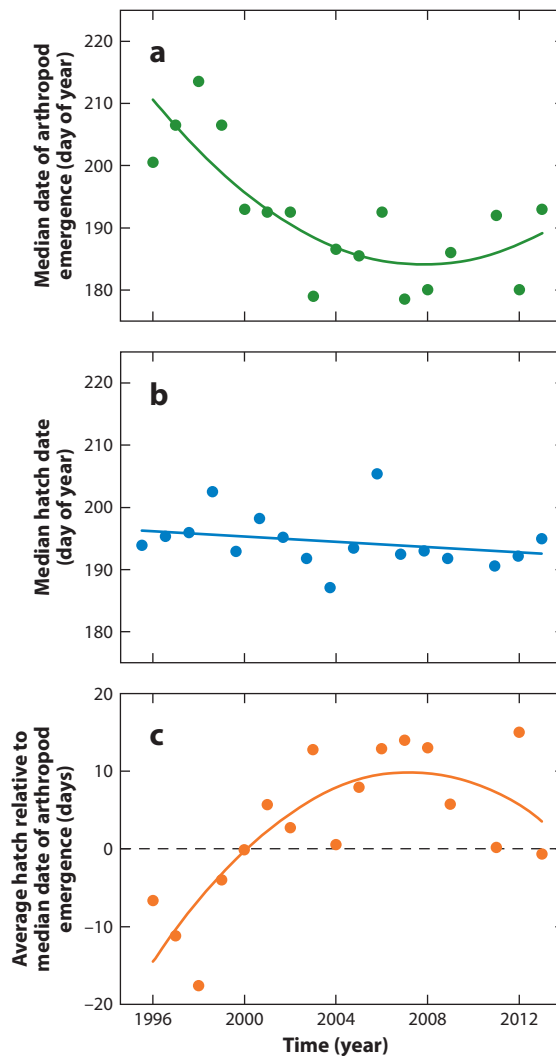 a
220
210
200
190
180
Median date of arthropod
emergence (day of year)
b
220
210
200
190
180
Median hatch date
(day of year)
c
20
10
0
–10
–20
Average hatch relative to
median date of arthropod
emergence (days)
1996
2000
2004
2008
2012
Time (year)